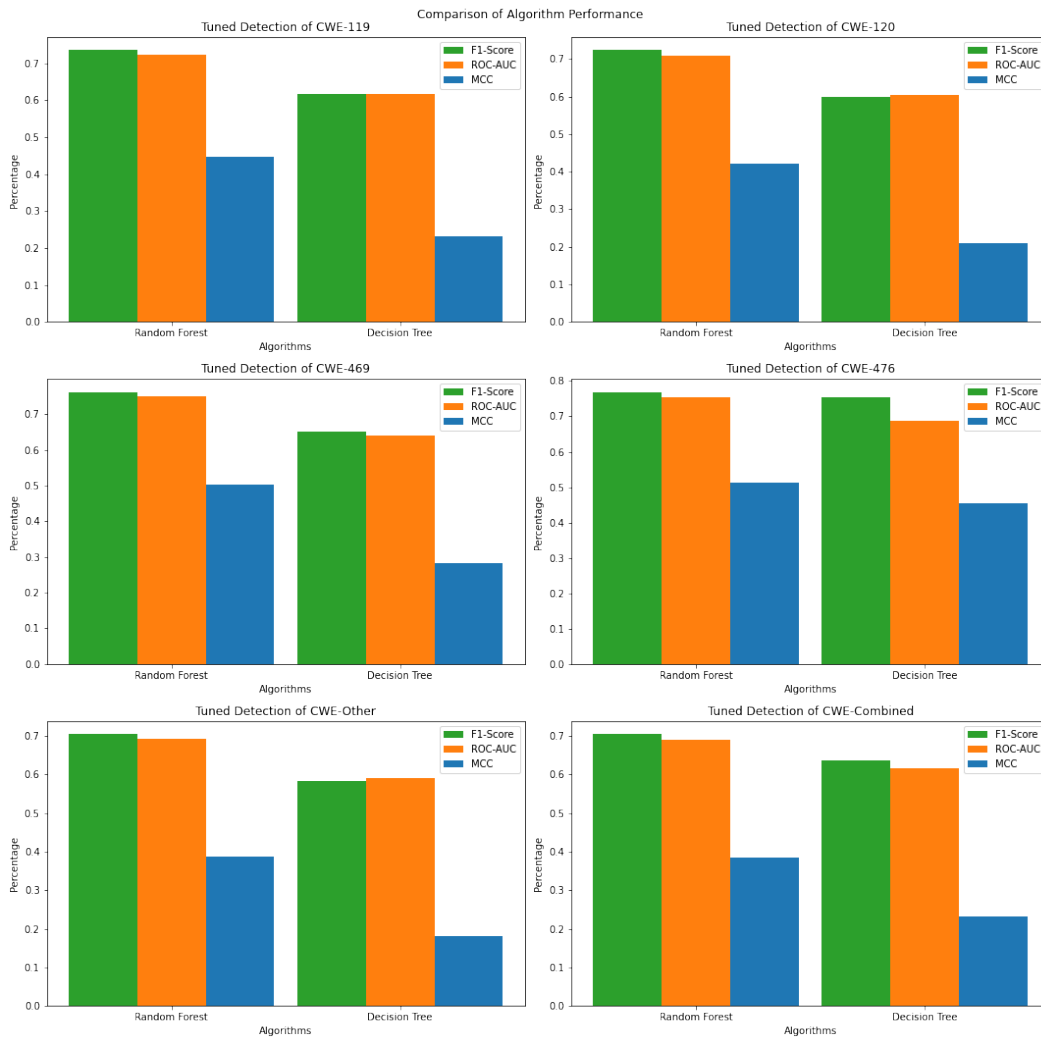 Comparison of Algorithm Performance
Tuned Detection of CWE-119
F1-Score
ROC-AUC
MCC
Percentage
0.7
0.6
0.5
0.4
0.3
0.2
0.1
0.0
Random Forest
Decision Tree
Algorithms
Tuned Detection of CWE-120
F1-Score
ROC-AUC
MCC
Percentage
0.7
0.6
0.5
0.4
0.3
0.2
0.1
0.0
Random Forest
Decision Tree
Algorithms
Tuned Detection of CWE-469
F1-Score
ROC-AUC
MCC
Percentage
0.7
0.6
0.5
0.4
0.3
0.2
0.1
0.0
Random Forest
Decision Tree
Algorithms
Tuned Detection of CWE-476
F1-Score
ROC-AUC
MCC
Percentage
0.8
0.7
0.6
0.5
0.4
0.3
0.2
0.1
0.0
Random Forest
Decision Tree
Algorithms
Tuned Detection of CWE-Other
F1-Score
ROC-AUC
MCC
Percentage
0.7
0.6
0.5
0.4
0.3
0.2
0.1
0.0
Random Forest
Decision Tree
Algorithms
Tuned Detection of CWE-Combined
F1-Score
ROC-AUC
MCC
Percentage
0.7
0.6
0.5
0.4
0.3
0.2
0.1
0.0
Random Forest
Decision Tree
Algorithms